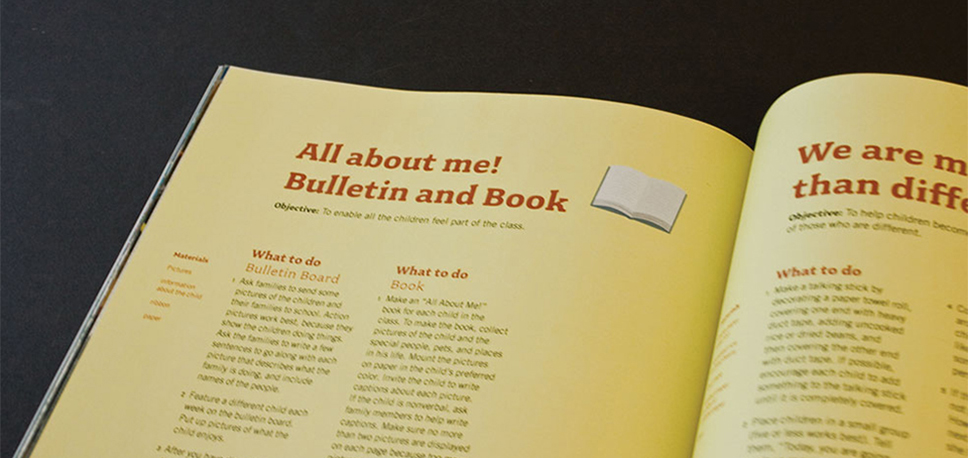 All about me!
Bulletin and Book
Objective: To enable all the children feel part of the class.
Materials
Pictures
Information
about the child
ribbon
paper
What to do
Bulletin Board
1 Ask families to send some
pictures of the children and
their families to school. Action
pictures work best, because they
show the children doing things.
Ask the families to write a few
sentences to go along with each
picture that describes what the
family is doing, and include
names of the people.
2 Feature a different child each
week on the bulletin board.
Put up pictures of what the
child enjoys.
3 After you have
What to do
Book
1 Make an "All About Me!"
book for each child in the
class. To make the book, collect
pictures of the child and the
special people, pets, and places
in his life. Mount the pictures
on paper in the child's preferred
color. Invite the child to write
captions about each picture.
If the child is nonverbal, ask
family members to help write
captions. Make sure no more
than two pictures are displayed
on each page because too m
We are m
than diffe
Objective: To help children becom
of those who are different.
What to do
1 Make a talking stick by
decorating a paper towel roll,
covering one end with heavy
duct tape, adding uncooked
rice or dried beans, and
then covering the other end
with duct tape. If possible,
encourage each child to add
something to the talking stick
until it is completely covered.
2 Place children in a small group
(five or less works best). Tell
them, "Today, you are going